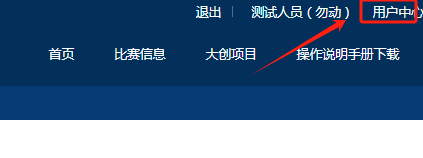 退出 | 测试人员（勿动） 用户中心
首页 比赛信息 大创项目 操作说明手册下载